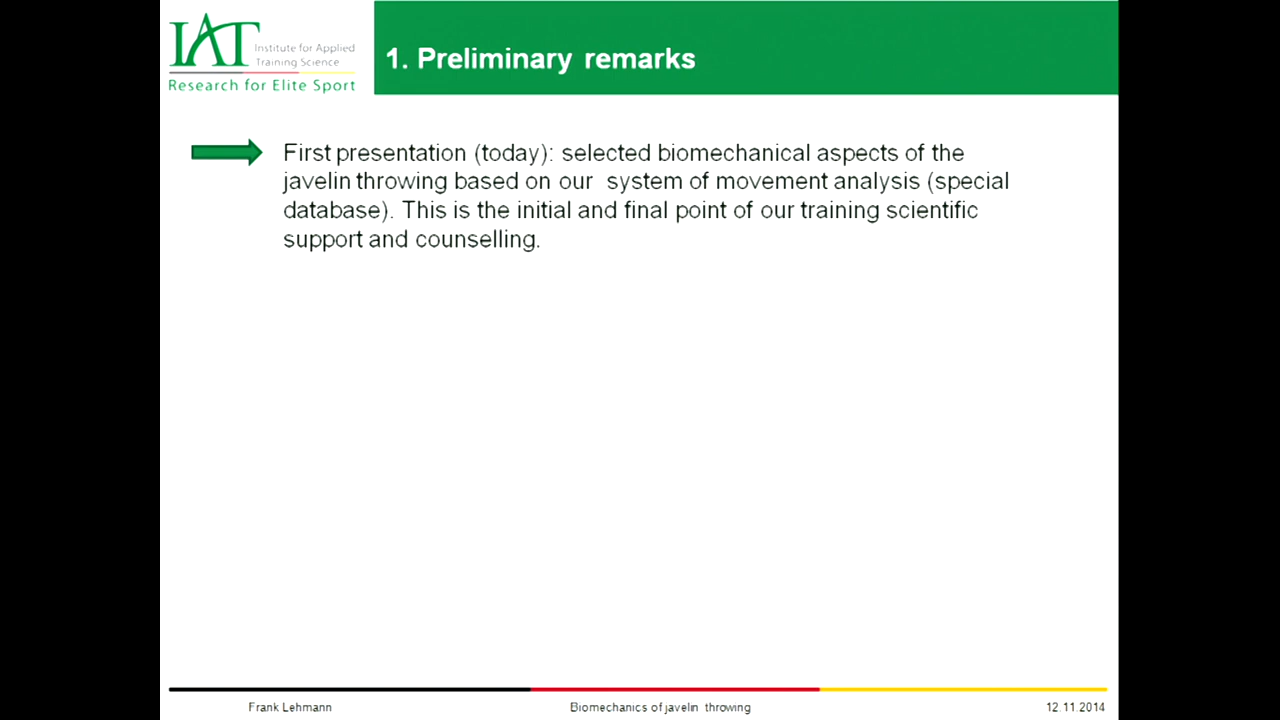 IAT
Institute for Applied
Training Science
Research for Elite Sport
1. Preliminary remarks
First presentation (today): selected biomechanical aspects of the
javelin throwing based on our system of movement analysis (special
database). This is the initial and final point of our training scientific
support and counselling.
Frank Lehmann
Biomechanics of javelin throwing
12.11.2014